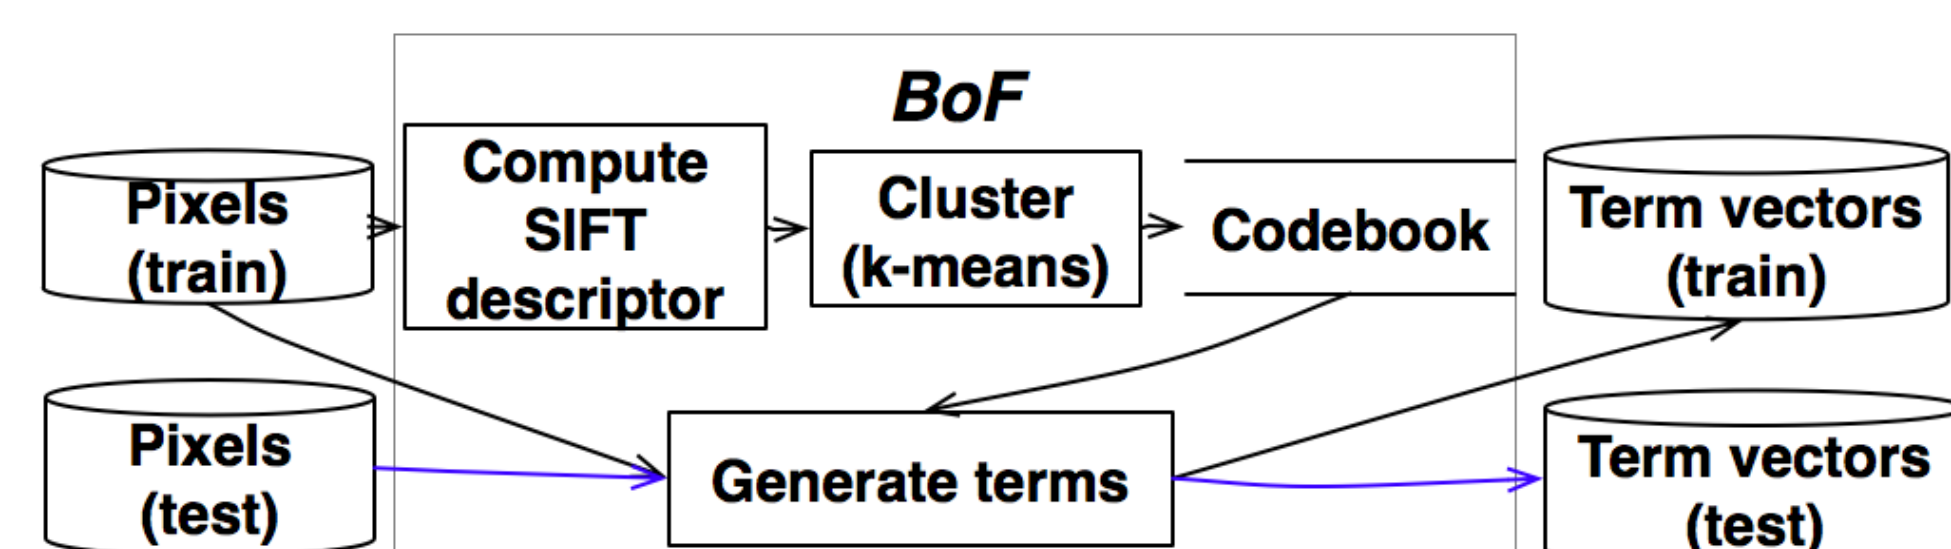 BoF
Pixels
(train)
Compute
SIFT
descriptor
Cluster
(k-means)
Codebook
Term vectors
(train)
Pixels
(test)
Generate terms
Term vectors
(test)